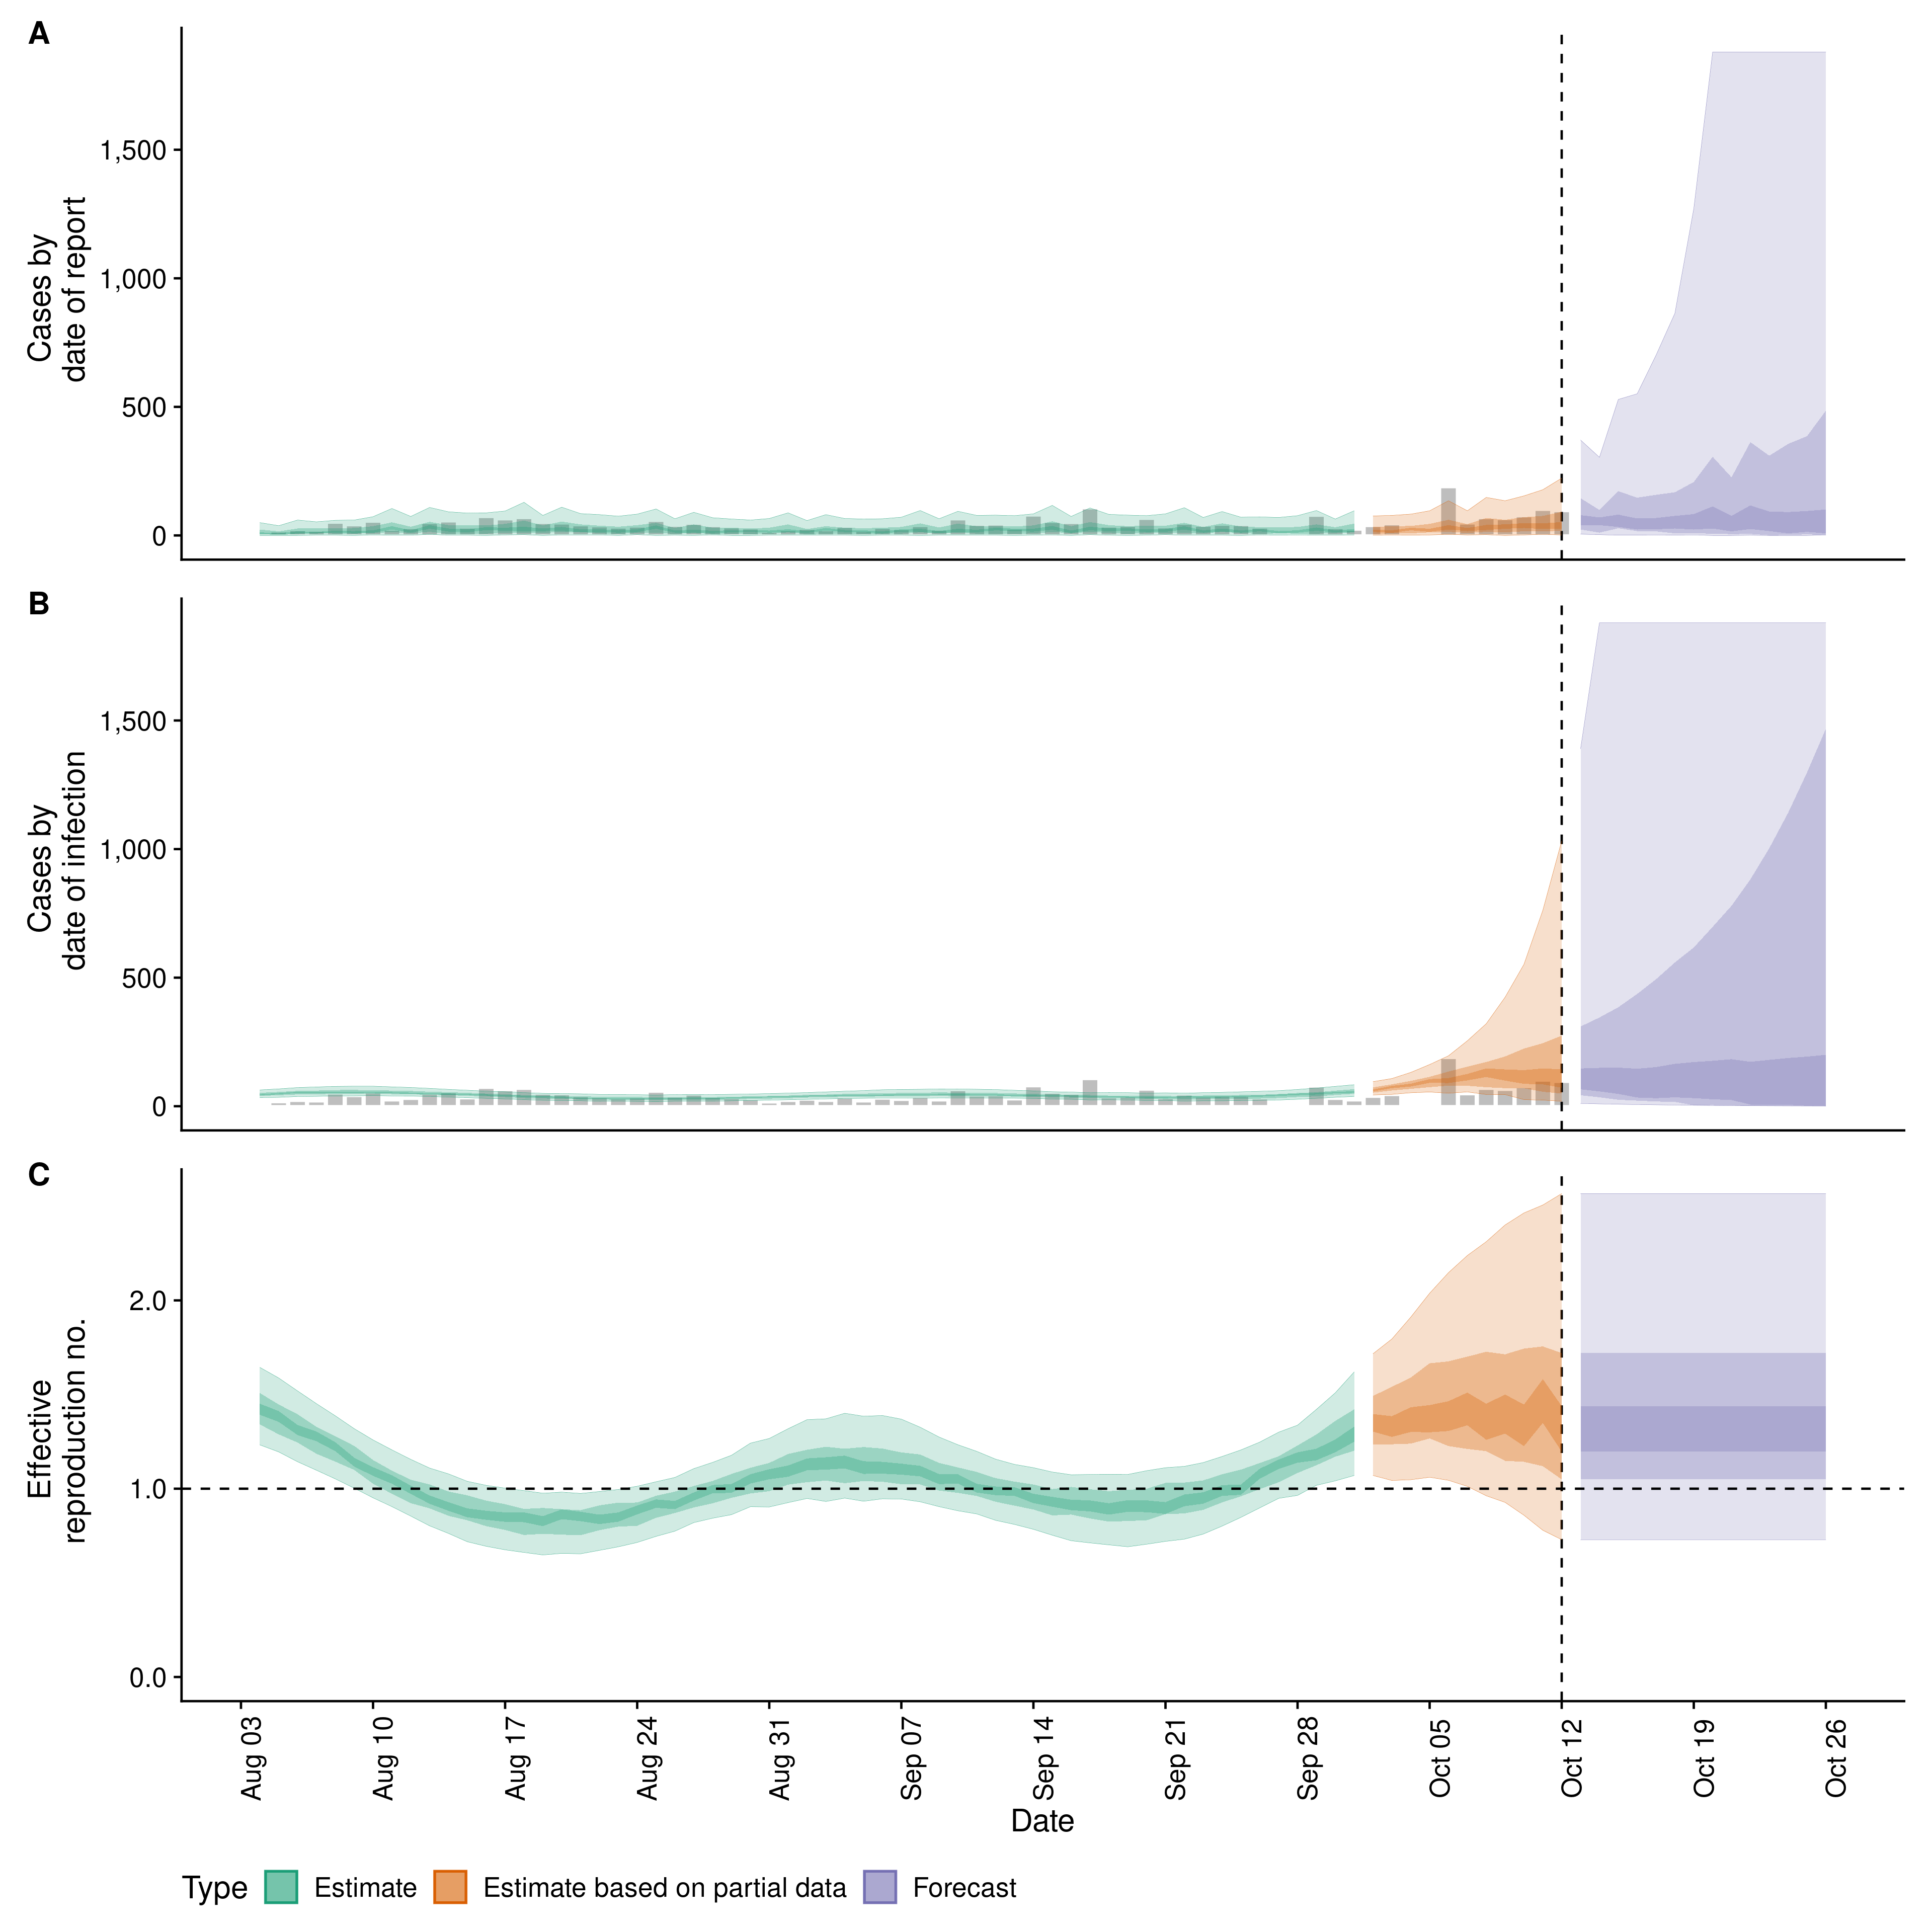 A
Cases by
date of report
1,500
1,000
500
0
B
Cases by
date of infection
1,500
1,000
500
0
C
Effective
reproduction no.
2.0
1.0
0.0
Aug 03
Aug 10
Aug 17
Aug 24
Aug 31
Sep 07
Sep 14
Sep 21
Sep 28
Oct 05
Oct 12
Oct 19
Oct 26
Date
Type Estimate Estimate based on partial data Forecast